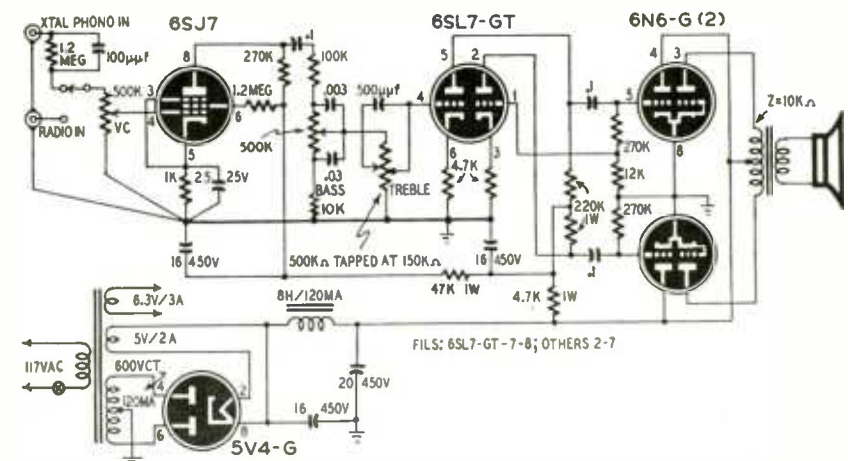 XTAL PHONO IN
6SJ7
6SL7-GT
6N6-G (2)
1.2 MEG
100µµf
8
270K
.1
100K
5
2
4
3
Z=10KΩ
500K
3
4
1.2MEG
6
.003
500µµf
4
1
.1
5
RADIO IN
VC
500K
270K
5
6
3
8
1K
25
25V
.03
BASS
4.7K
12K
TREBLE
10K
220K
1W
270K
16 450V
500KΩ TAPPED AT 150KΩ
16 450V
.1
47K 1W
8H/120MA
4.7K
1W
6.3V/3A
5V/2A
FILS: 6SL7-GT-7-8; OTHERS 2-7
117VAC
600VCT
4
2
20 450V
120MA
16 450V
6
8
5V4-G